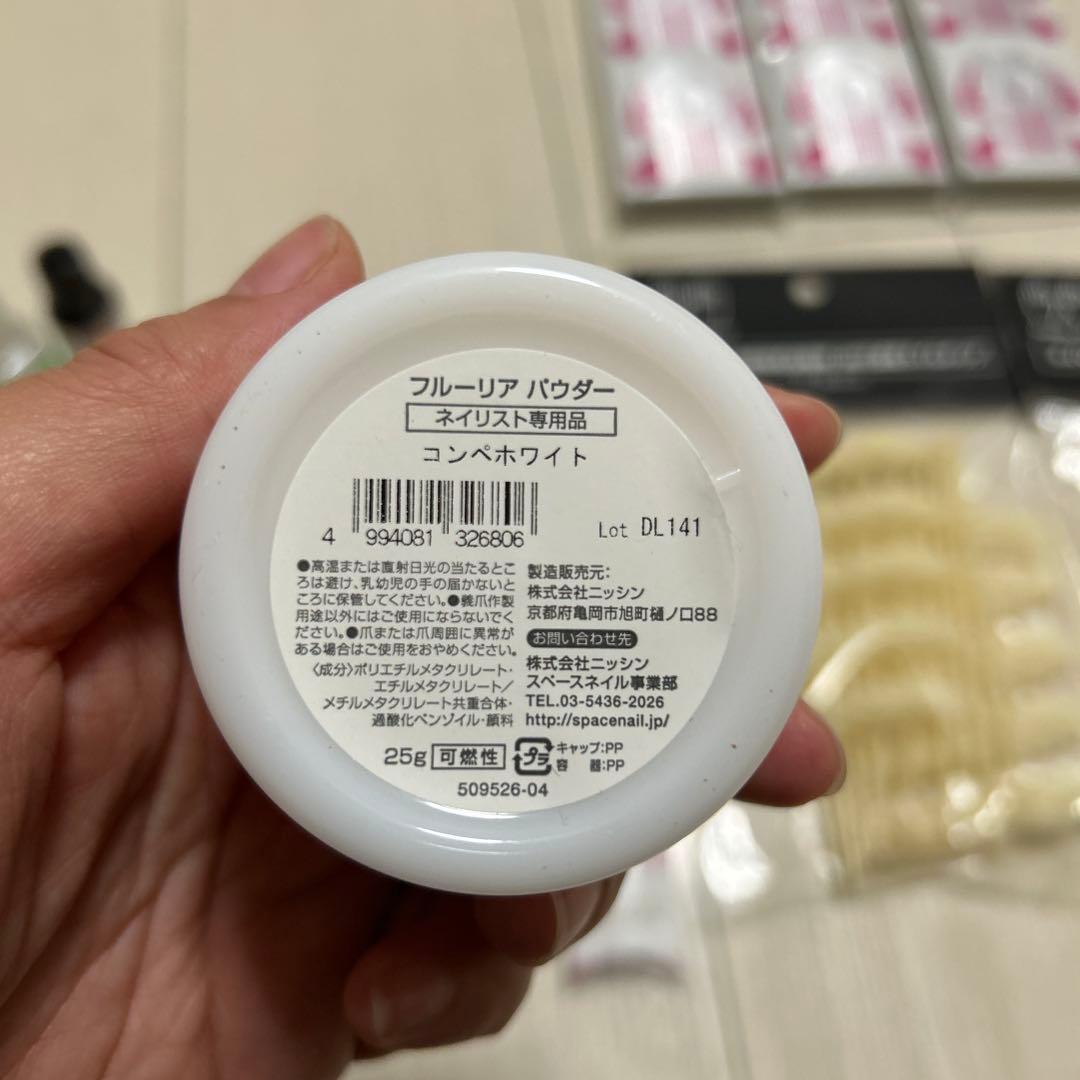 フルーリア パウダー
ネイリスト専用品
コンペホワイト
4 994081 326806
Lot DL141
●高温または直射日光の当たるとこ
ろは避け、乳幼児の手の届かないと
ころに保管してください。●義爪作製
用途以外にはご使用にならないでく
ださい。●爪または爪周囲に異常が
ある場合はご使用をおやめください。
〈成分〉ポリエチルメタクリレート・
エチルメタクリレート/
メチルメタクリレート共重合体・
過酸化ベンゾイル・顔料
製造販売元:
株式会社ニッシン
京都府亀岡市旭町樋ノ口88
お問い合わせ先
株式会社ニッシン
スペースネイル事業部
TEL.03-5436-2026
http://spacenail.jp/
25g 可燃性 プラ キャップ:PP
容 器:PP
509526-04